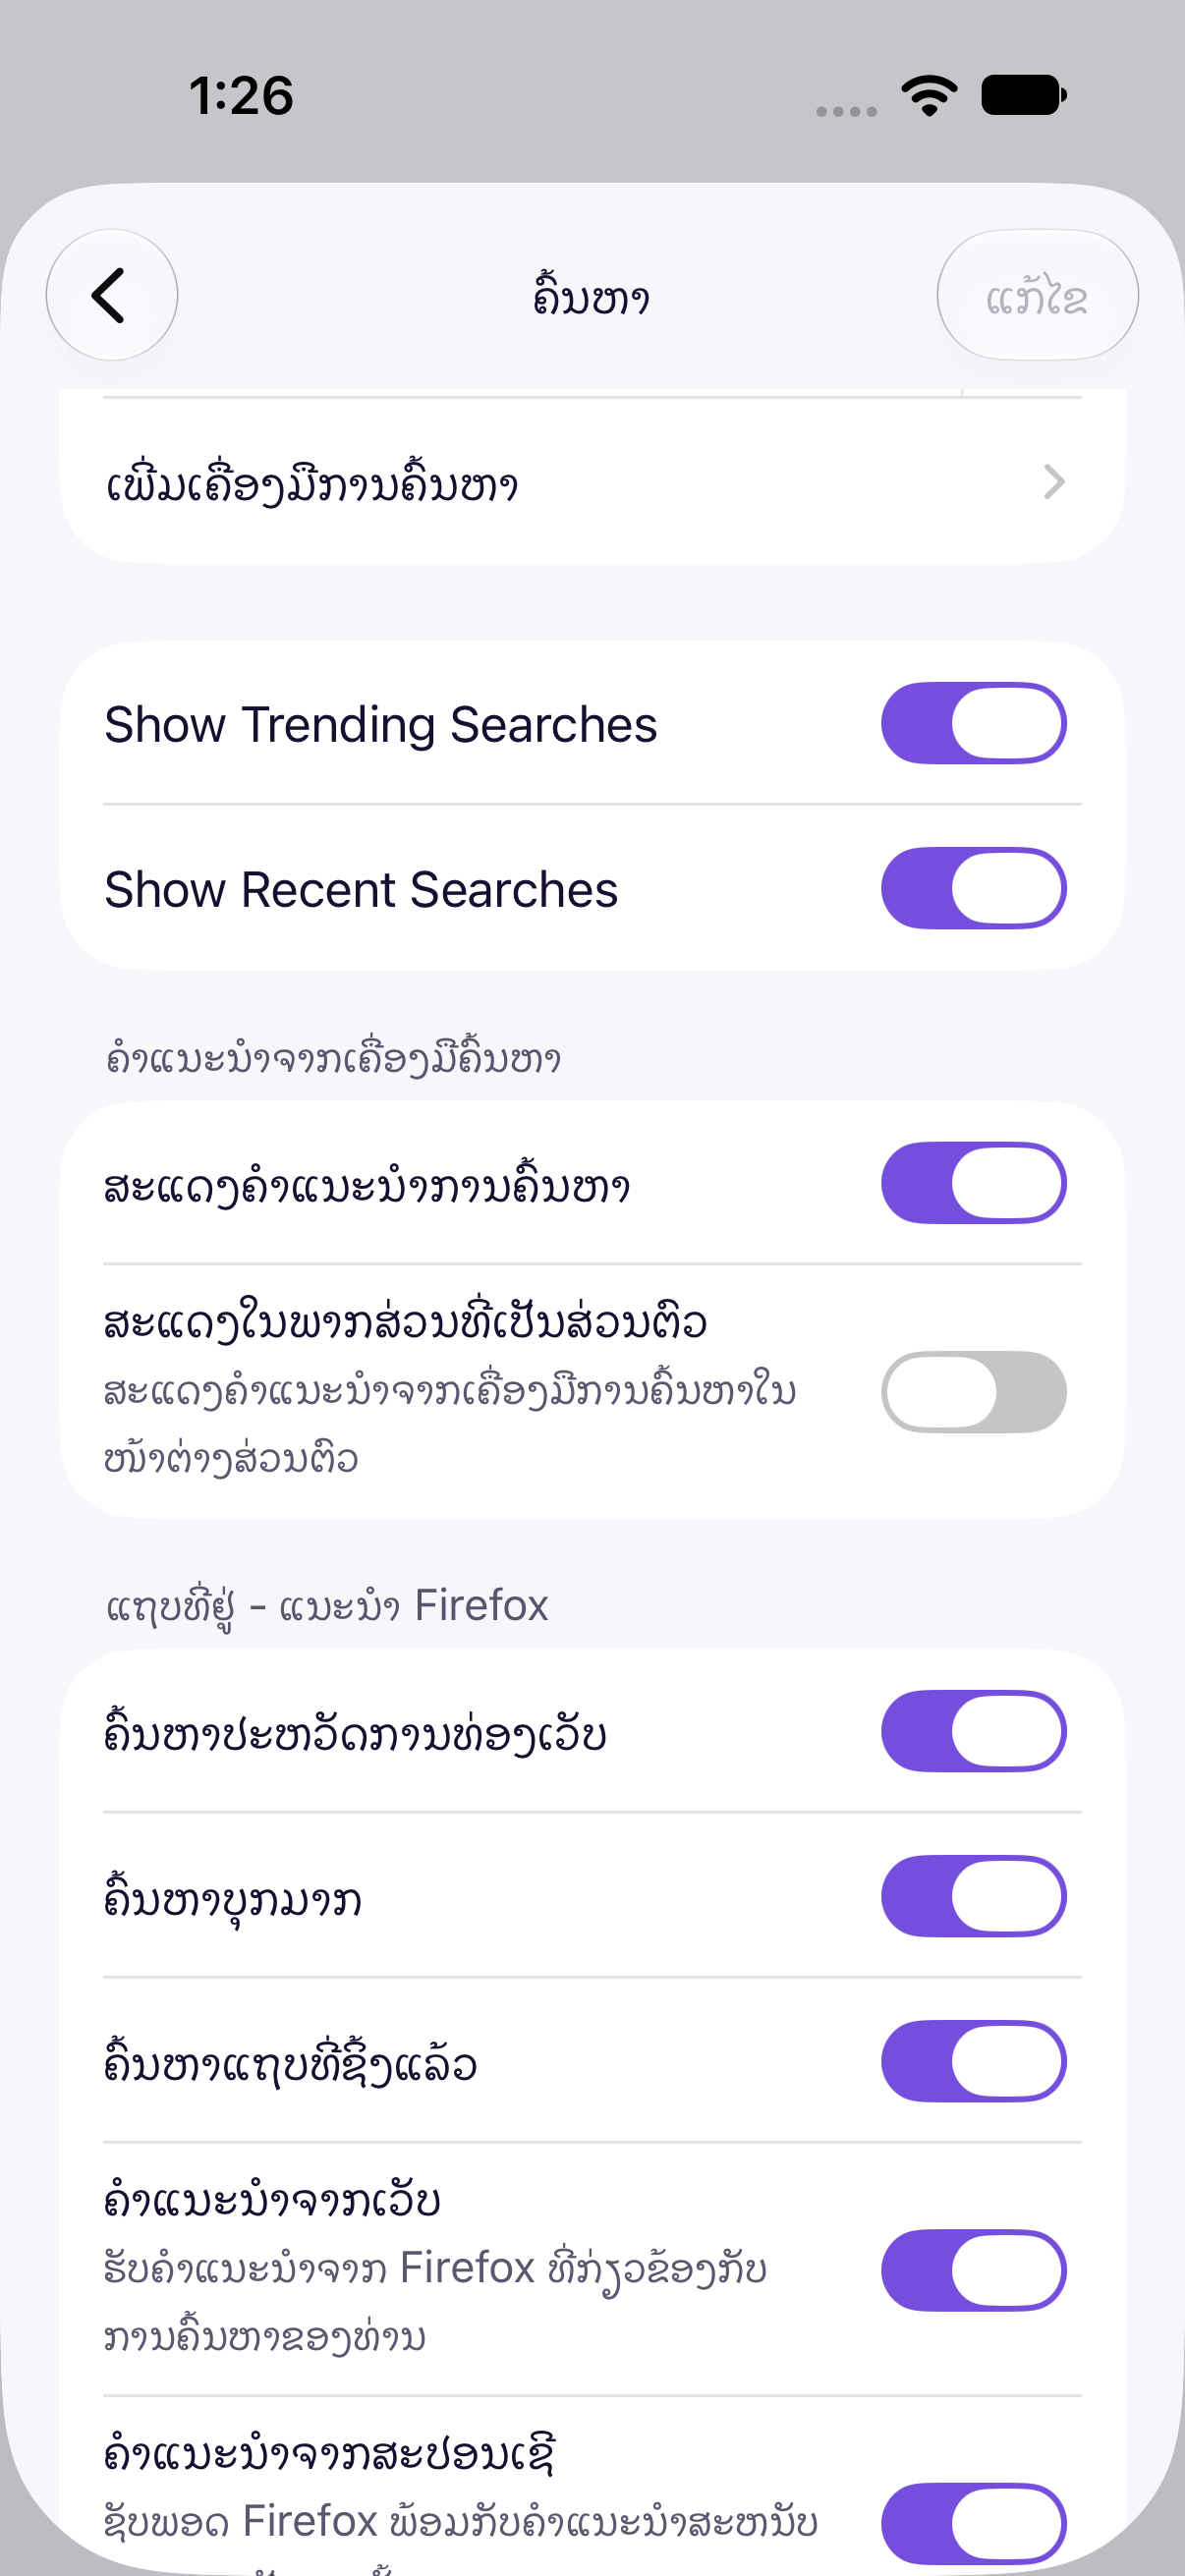 1:26
ຄົ້ນຫາ
ແກ້ໄຂ
ເພີ່ມເຄື່ອງມືການຄົ້ນຫາ
Show Trending Searches
Show Recent Searches
ຄຳແນະນຳຈາກເຄື່ອງມືຄົ້ນຫາ
ສະແດງຄຳແນະນຳການຄົ້ນຫາ
ສະແດງໃນພາກສ່ວນທີ່ເປັນສ່ວນຕົວ
ສະແດງຄຳແນະນຳຈາກເຄື່ອງມືການຄົ້ນຫາໃນ
ໜ້າຕ່າງສ່ວນຕົວ
ແຖບທີ່ຢູ່ - ແນະນຳ Firefox
ຄົ້ນຫາປະຫວັດການທ່ອງເວັບ
ຄົ້ນຫາບຸກມາກ
ຄົ້ນຫາແຖບທີ່ຊິ້ງແລ້ວ
ຄຳແນະນຳຈາກເວັບ
ຮັບຄຳແນະນຳຈາກ Firefox ທີ່ກ່ຽວຂ້ອງກັບ
ການຄົ້ນຫາຂອງທ່ານ
ຄຳແນະນຳຈາກສະປອນເຊີ
ຊັບພອດ Firefox ພ້ອມກັບຄຳແນະນຳສະຫນັບ